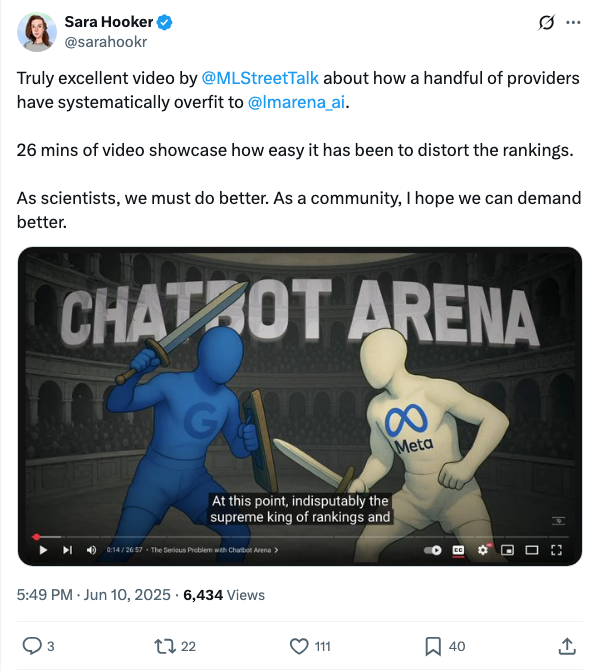 Sara Hooker
@sarahookr
Truly excellent video by @MLStreetTalk about how a handful of providers
have systematically overfit to @lmarena_ai.
26 mins of video showcase how easy it has been to distort the rankings.
As scientists, we must do better. As a community, I hope we can demand
better.
CHATBOT ARENA
G
Meta
At this point, indisputably the
supreme king of rankings and
0:14 / 26:57 · The Serious Problem with Chatbot Arena >
CC
5:49 PM · Jun 10, 2025 · 6,434 Views
3 22 111 40